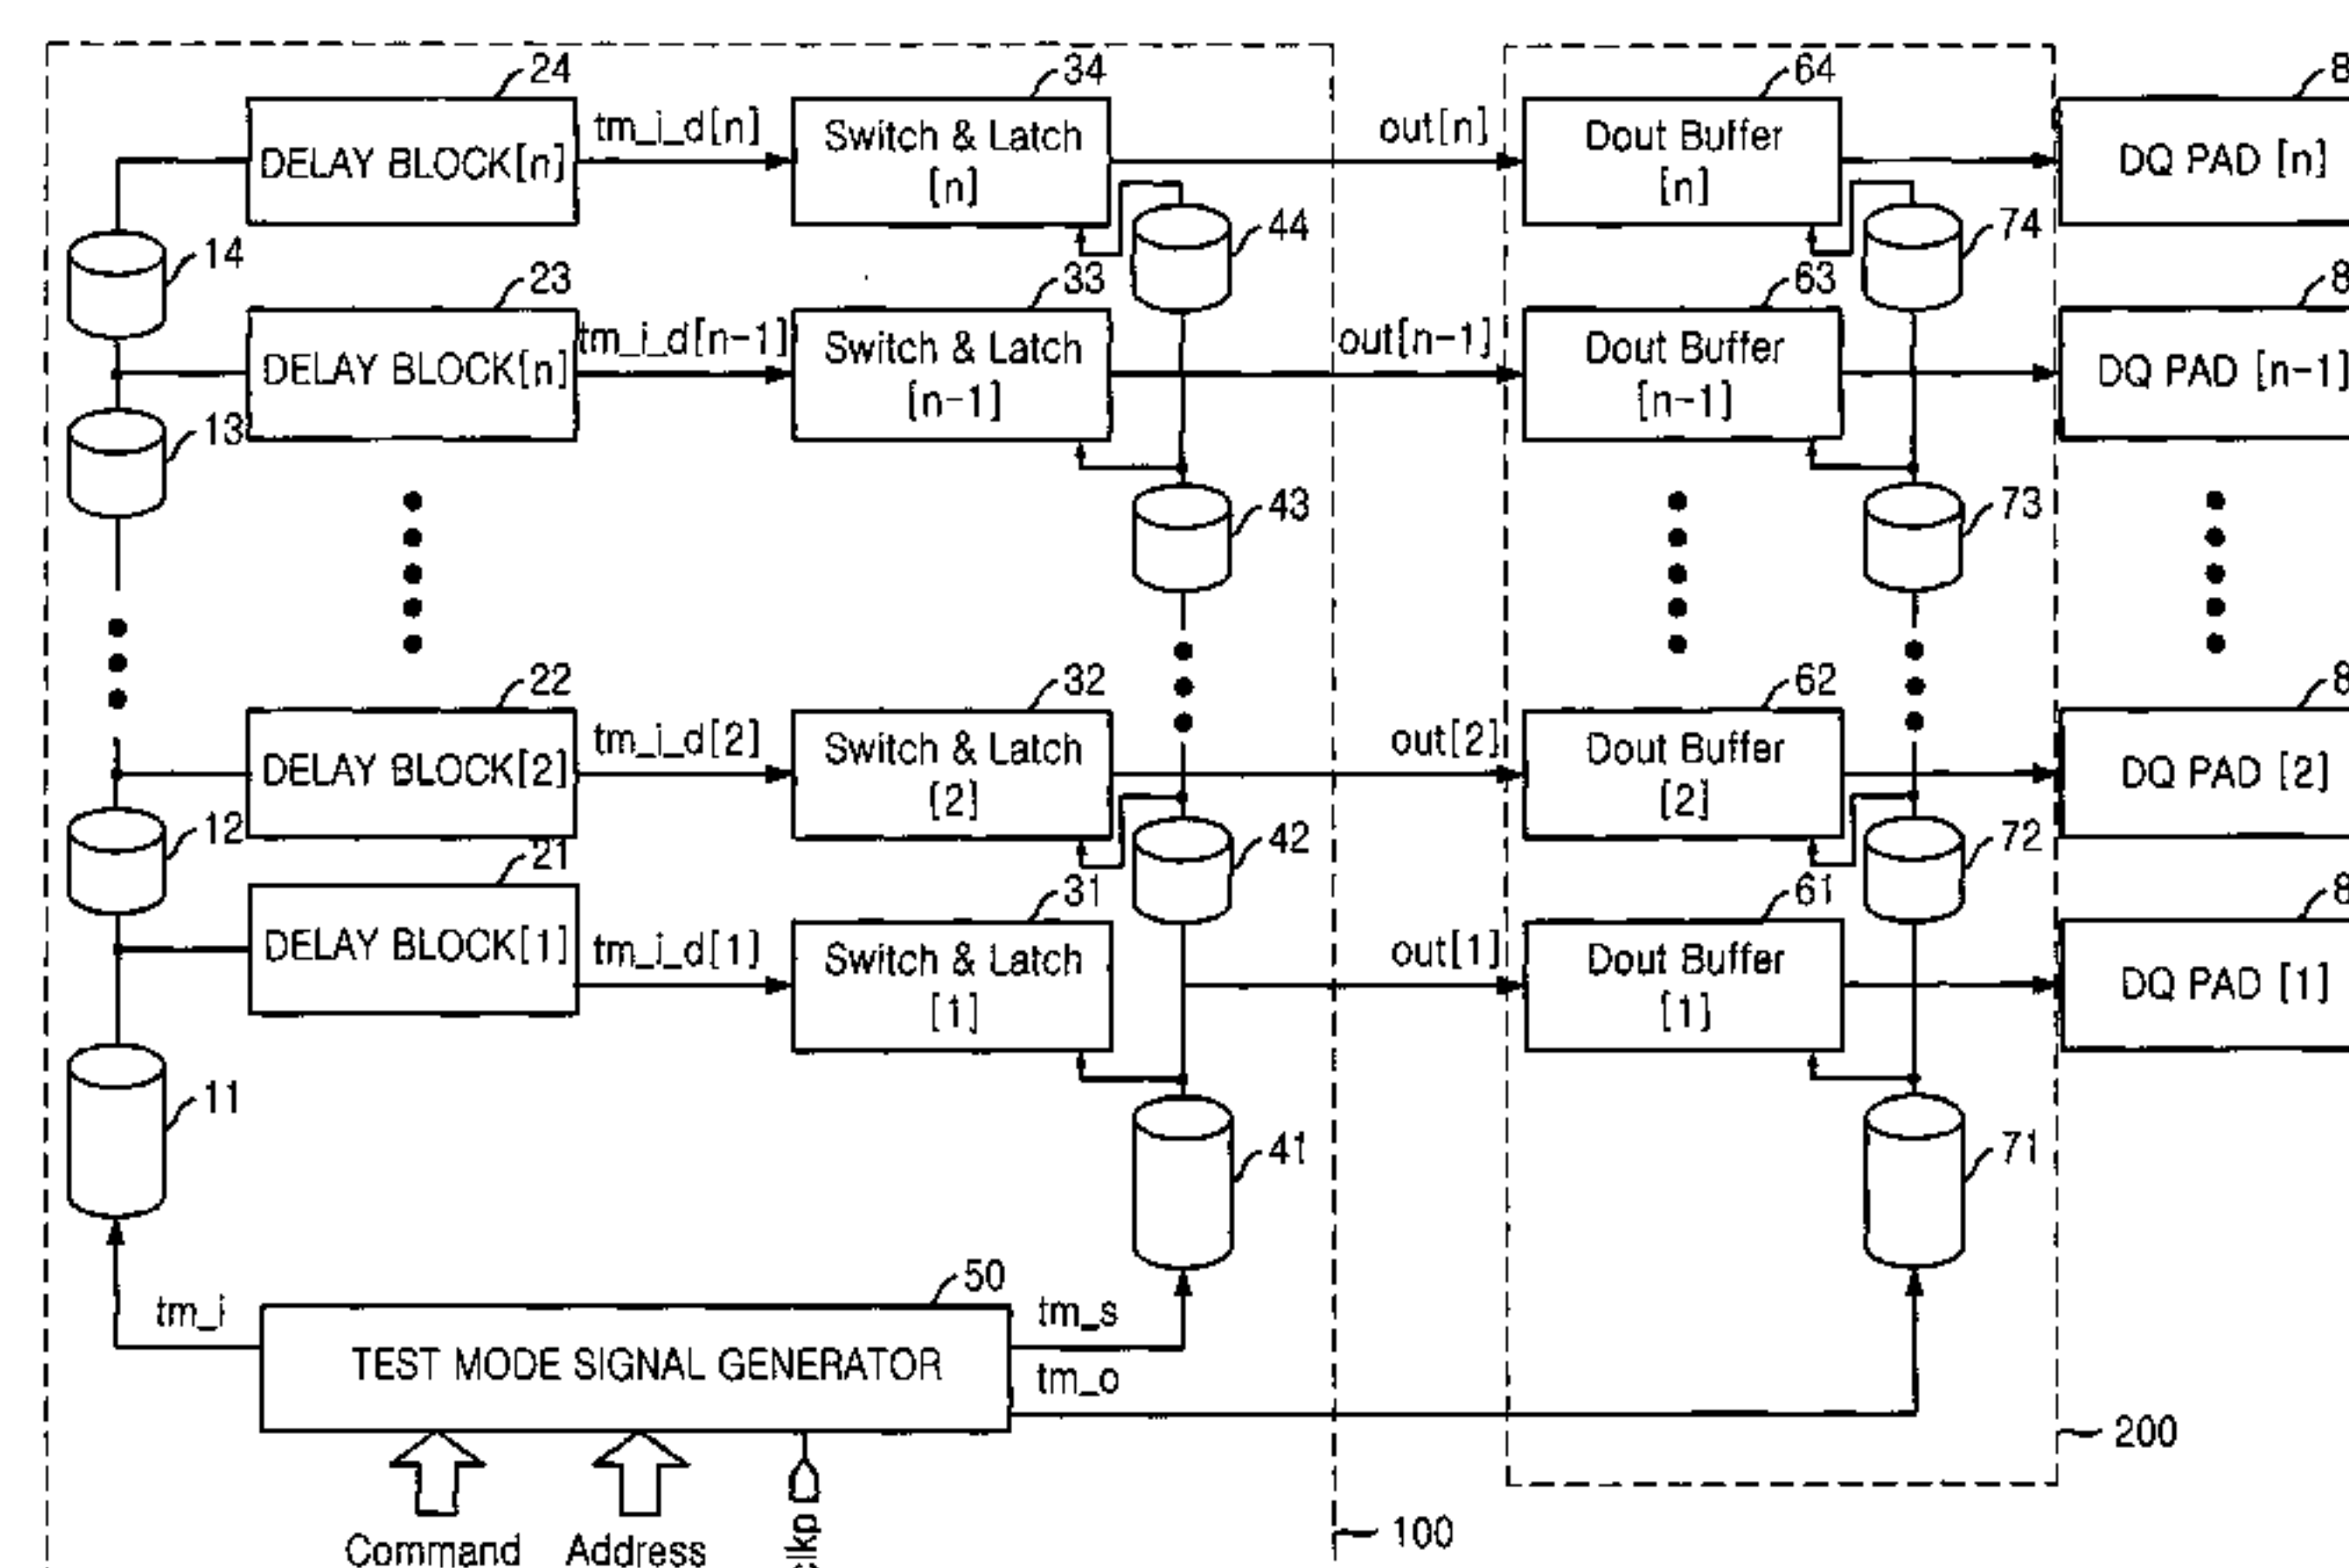 24
34
64
8
DELAY BLOCK[n]
tm_i_d[n]
Switch & Latch
[n]
out[n]
Dout Buffer
[n]
DQ PAD [n]
14
44
74
23
33
63
8
DELAY BLOCK[n]
tm_i_d[n-1]
Switch & Latch
[n-1]
out[n-1]
Dout Buffer
[n-1]
DQ PAD [n-1]
13
43
73
22
32
62
8
DELAY BLOCK[2]
tm_i_d[2]
Switch & Latch
[2]
out[2]
Dout Buffer
[2]
DQ PAD [2]
12
42
72
21
31
61
8
DELAY BLOCK[1]
tm_i_d[1]
Switch & Latch
[1]
out[1]
Dout Buffer
[1]
DQ PAD [1]
11
41
71
50
tm_i
TEST MODE SIGNAL GENERATOR
tm_s
tm_o
200
Command
Address
100